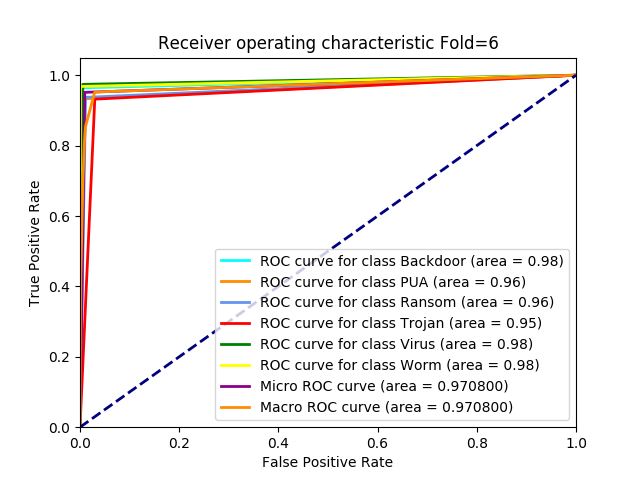 Receiver operating characteristic Fold=6
True Positive Rate
1.0
0.8
0.6
0.4
0.2
0.0
ROC curve for class Backdoor (area = 0.98)
ROC curve for class PUA (area = 0.96)
ROC curve for class Ransom (area = 0.96)
ROC curve for class Trojan (area = 0.95)
ROC curve for class Virus (area = 0.98)
ROC curve for class Worm (area = 0.98)
Micro ROC curve (area = 0.970800)
Macro ROC curve (area = 0.970800)
0.0 0.2 0.4 0.6 0.8 1.0
False Positive Rate